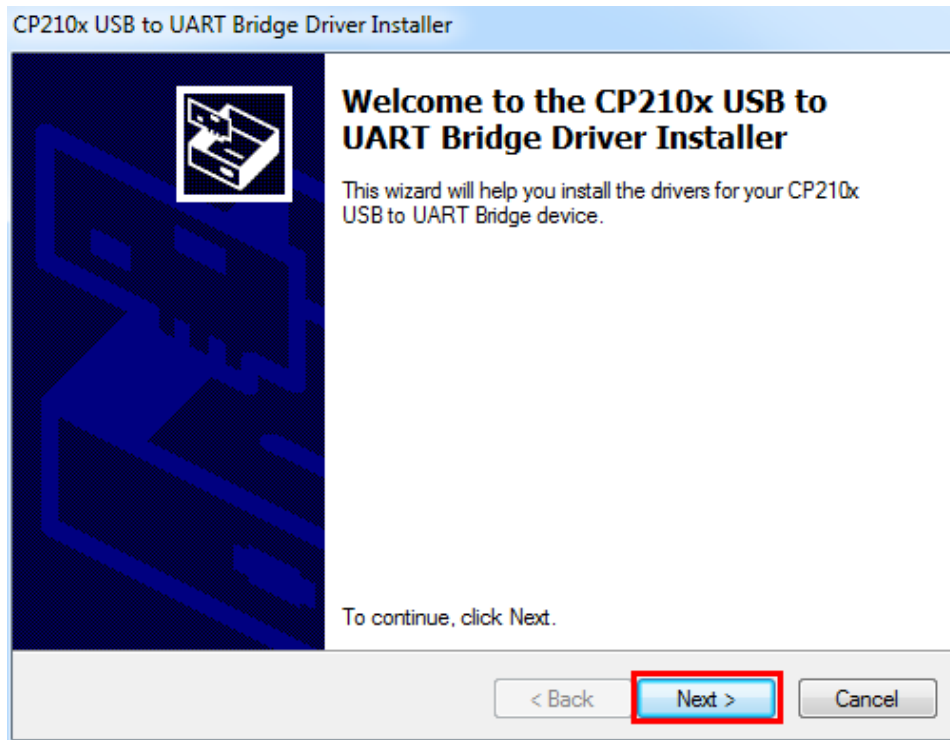 CP210x USB to UART Bridge Driver Installer
Welcome to the CP210x USB to
UART Bridge Driver Installer
This wizard will help you install the drivers for your CP210x
USB to UART Bridge device.
To continue, click Next.
< Back
Next >
Cancel